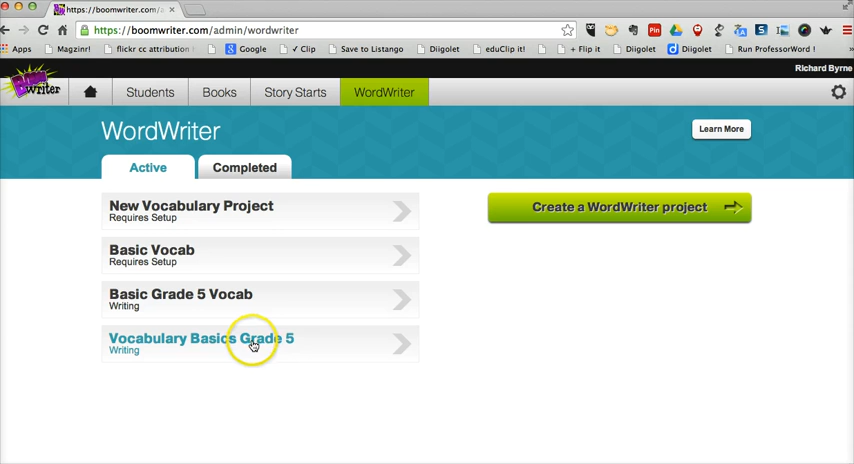 https://boomwriter.com/a
https://boomwriter.com/admin/wordwriter
Apps
Magzinr!
flickr cc attribution
Google
✓ Clip
Save to Listango
Diigolet
eduClip it!
+ Flip it
Diigolet
Diigolet
Run ProfessorWord !
Richard Byrne
Boom writer
Students
Books
Story Starts
WordWriter
WordWriter
Learn More
Active
Completed
New Vocabulary Project
Requires Setup
Create a WordWriter project
Basic Vocab
Requires Setup
Basic Grade 5 Vocab
Writing
Vocabulary Basics Grade 5
Writing